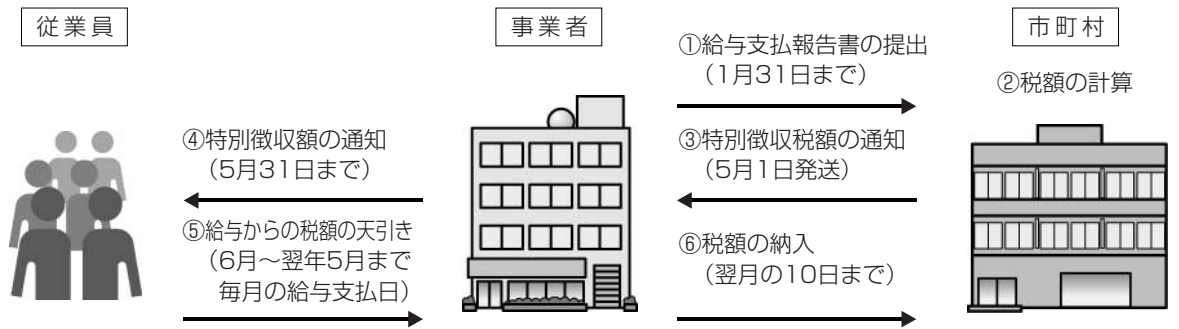 従業員
事業者
市町村
①給与支払報告書の提出
（1月31日まで）
②税額の計算
③特別徴収税額の通知
（5月1日発送）
④特別徴収額の通知
（5月31日まで）
⑤給与からの税額の天引き
（6月〜翌年5月まで
毎月の給与支払日）
⑥税額の納入
（翌月の10日まで）